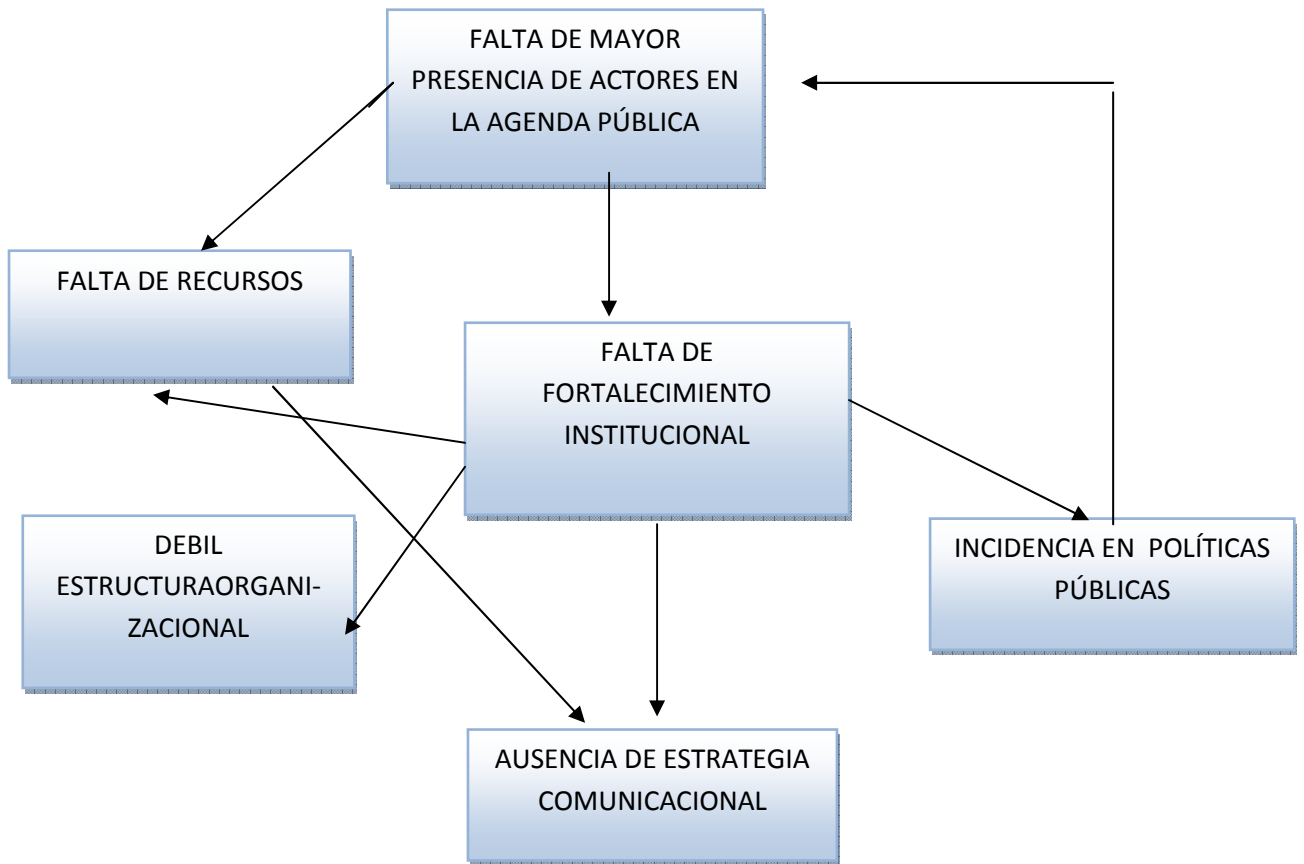 FALTA DE MAYOR
PRESENCIA DE ACTORES EN
LA AGENDA PÚBLICA
FALTA DE RECURSOS
FALTA DE
FORTALECIMIENTO
INSTITUCIONAL
DEBIL
ESTRUCTURAORGANI-
ZACIONAL
INCIDENCIA EN POLÍTICAS
PÚBLICAS
AUSENCIA DE ESTRATEGIA
COMUNICACIONAL